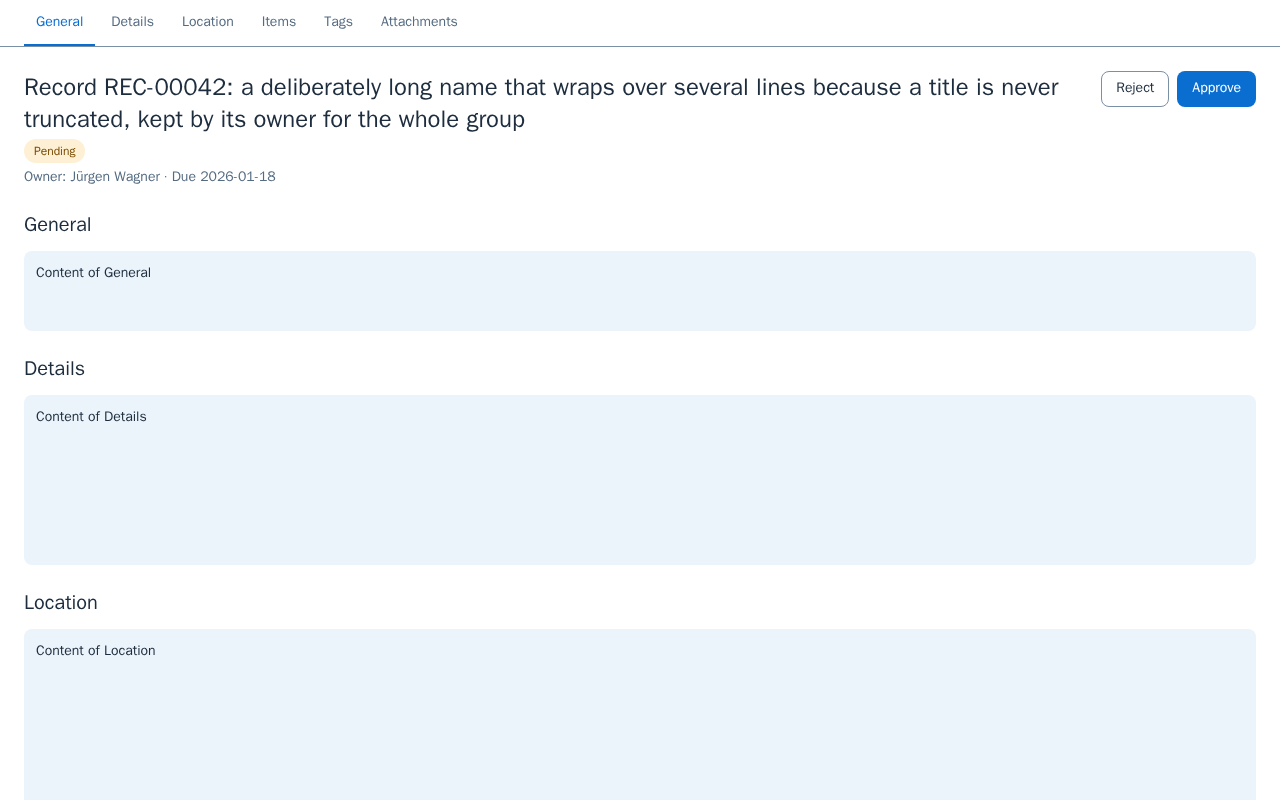 General
Details
Location
Items
Tags
Attachments
Record REC-00042: a deliberately long name that wraps over several lines because a title is never
truncated, kept by its owner for the whole group
Reject
Approve
Pending
Owner: Jürgen Wagner · Due 2026-01-18
General
Content of General
Details
Content of Details
Location
Content of Location